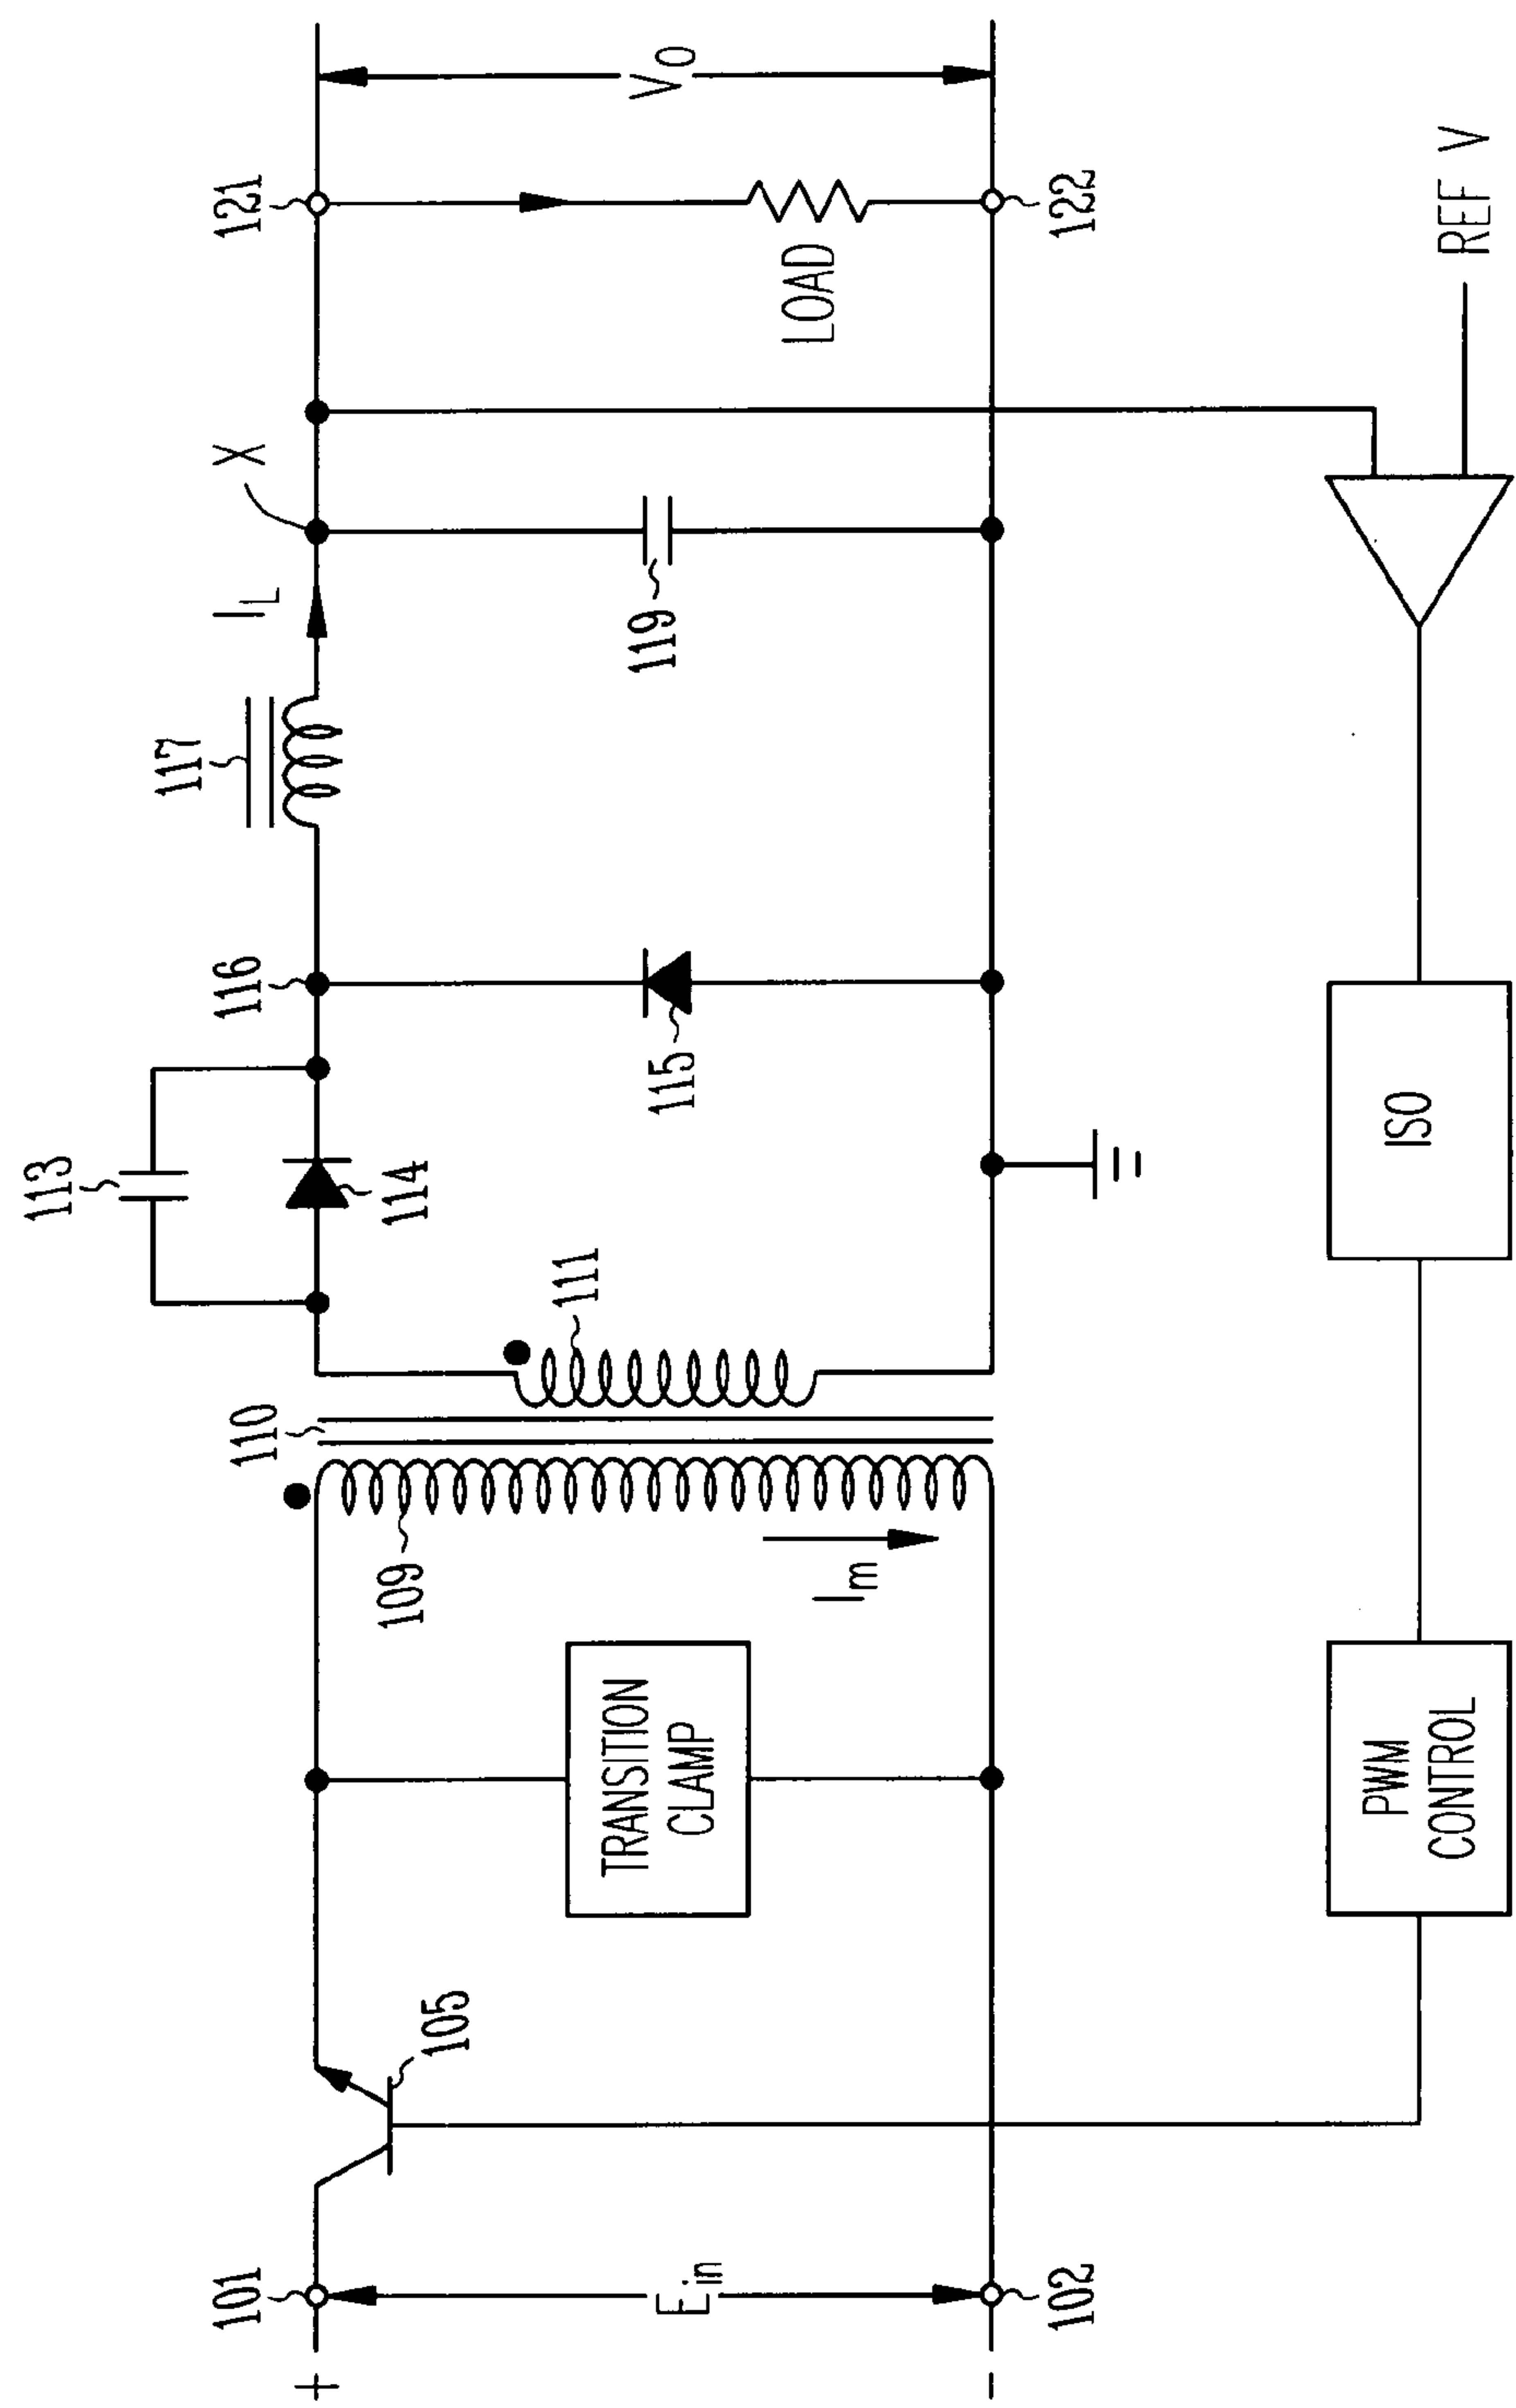 113
110
114
116
117
I_L
X
121
101
+
105
109
111
115
119
LOAD
V_O
E_in
TRANSITION
CLAMP
I_m
102
-
122
PWM
CONTROL
ISO
REF V